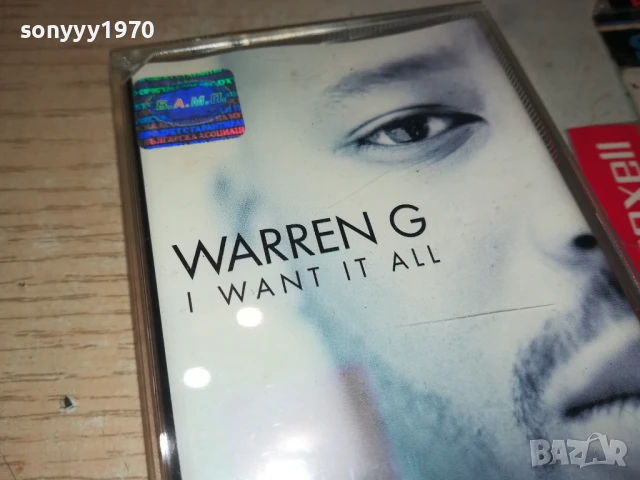 sonyyy1970
Б.А.М.П.
WARREN G
I WANT IT ALL
maxell
BAZAR